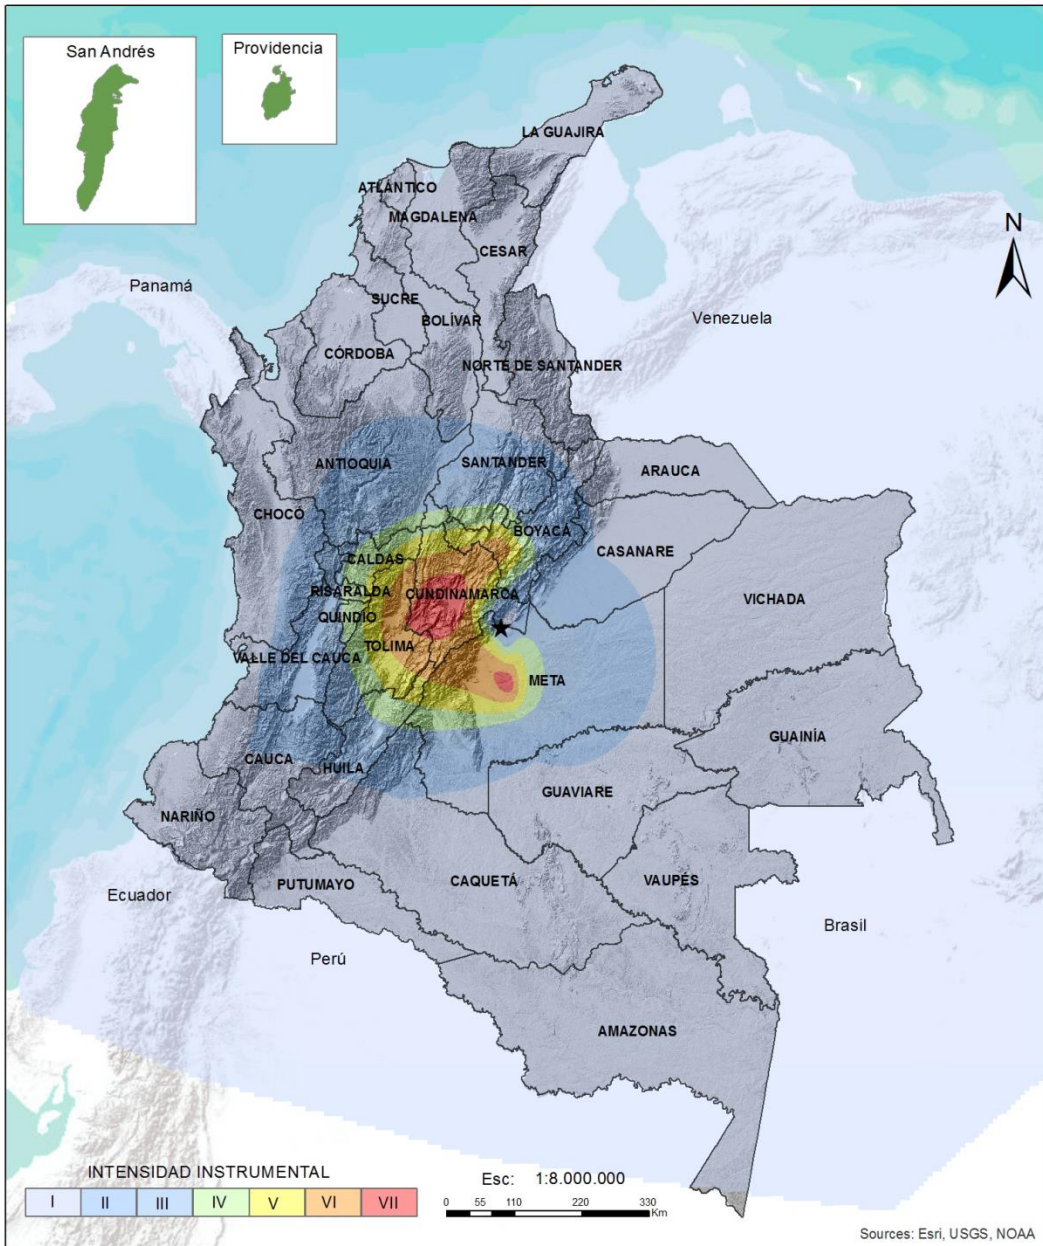 San Andrés
Providencia
LA GUAJIRA
ATLÁNTICO
MAGDALENA
N
CESAR
Panamá
SUCRE
BOLÍVAR
Venezuela
CÓRDOBA
NORTE DE SANTANDER
ANTIOQUIA
SANTANDER
ARAUCA
CHOCÓ
BOYACÁ
CASANARE
CALDAS
RISARALDA
CUNDINAMARCA
VICHADA
QUINDÍO
TOLIMA
VALLE DEL CAUCA
META
GUAINÍA
CAUCA
HUILA
GUAVIARE
NARIÑO
PUTUMAYO
CAQUETÁ
VAUPÉS
Ecuador
Brasil
Perú
AMAZONAS
INTENSIDAD INSTRUMENTAL
I II III IV V VI VII
Esc: 1:8.000.000
0 55 110 220 330
Km
Sources: Esri, USGS, NOAA